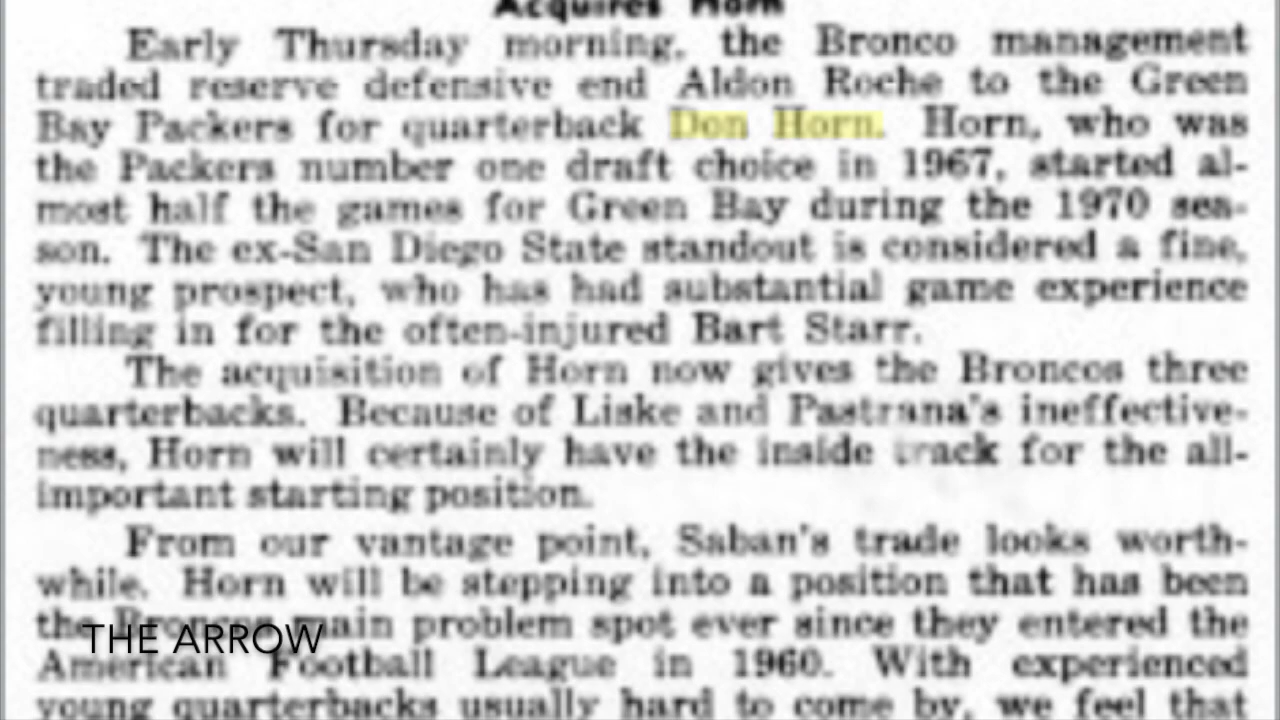 Acquires Horn
Early Thursday morning, the Bronco management
traded reserve defensive end Aldon Roche to the Green
Bay Packers for quarterback Don Horn. Horn, who was
the Packers number one draft choice in 1967, started al-
most half the games for Green Bay during the 1970 sea-
son. The ex-San Diego State standout is considered a fine,
young prospect, who has had substantial game experience
filling in for the often-injured Bart Starr.
The acquisition of Horn now gives the Broncos three
quarterbacks. Because of Liske and Pastrana's ineffective-
ness, Horn will certainly have the inside track for the all-
important starting position.
From our vantage point, Saban's trade looks worth-
while. Horn will be stepping into a position that has been
the main problem spot ever since they entered the
THE ARROW
American Football League in 1960. With experienced
young quarterbacks usually hard to come by, we feel that